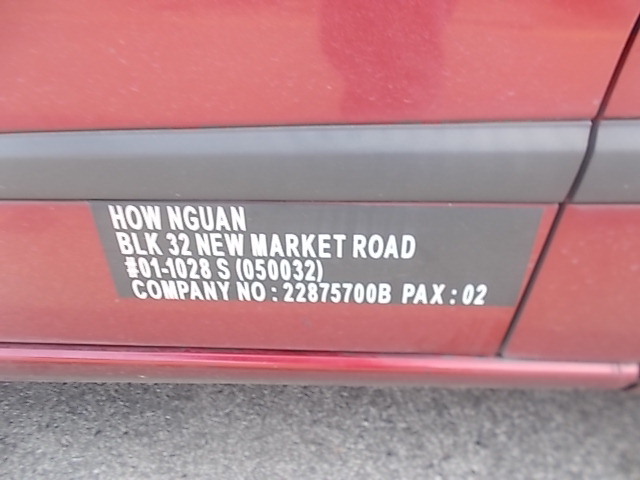 HOW NGUAN
BLK 32 NEW MARKET ROAD
#01-1028 S (050032)
COMPANY NO : 22875700B PAX : 02